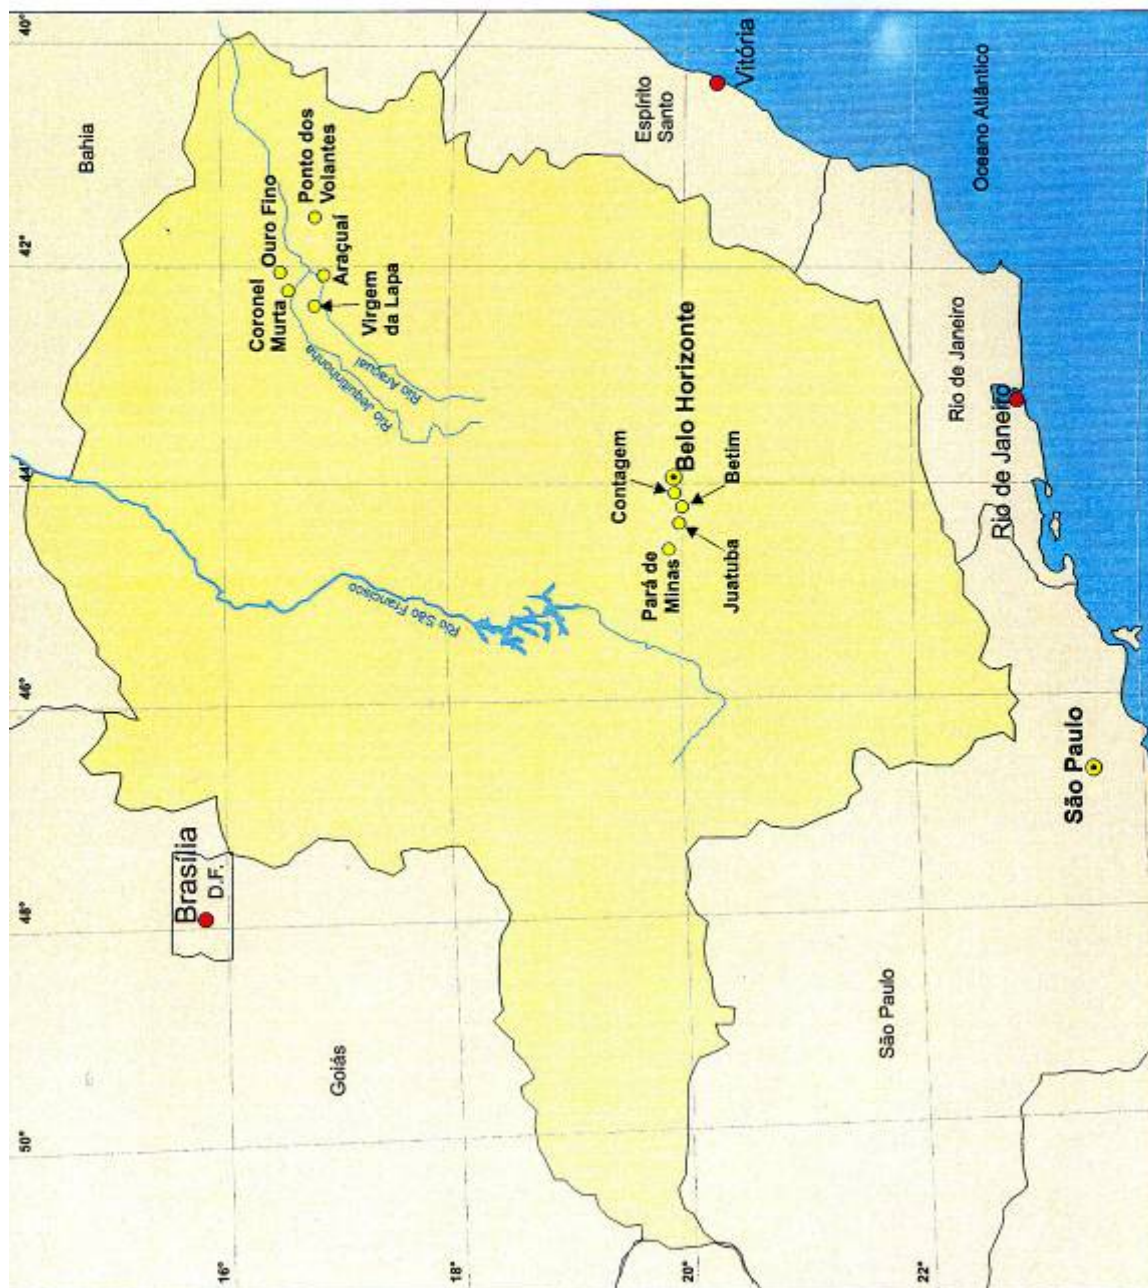 50°
48°
46°
44°
42°
40°
Bahia
16°
Brasília
D.F.
Goiás
Coronel
Murta
Ouro Fino
Ponto dos
Volantes
Araçuaí
Virgem
da Lapa
Rio Jequitinhonha
Rio Araçuaí
Rio São Francisco
18°
Espírito
Santo
Vitória
Contagem
Belo Horizonte
Pará de
Minas
Juatuba
Betim
20°
São Paulo
22°
Rio de Janeiro
Rio de Janeiro
Oceano Atlântico
São Paulo